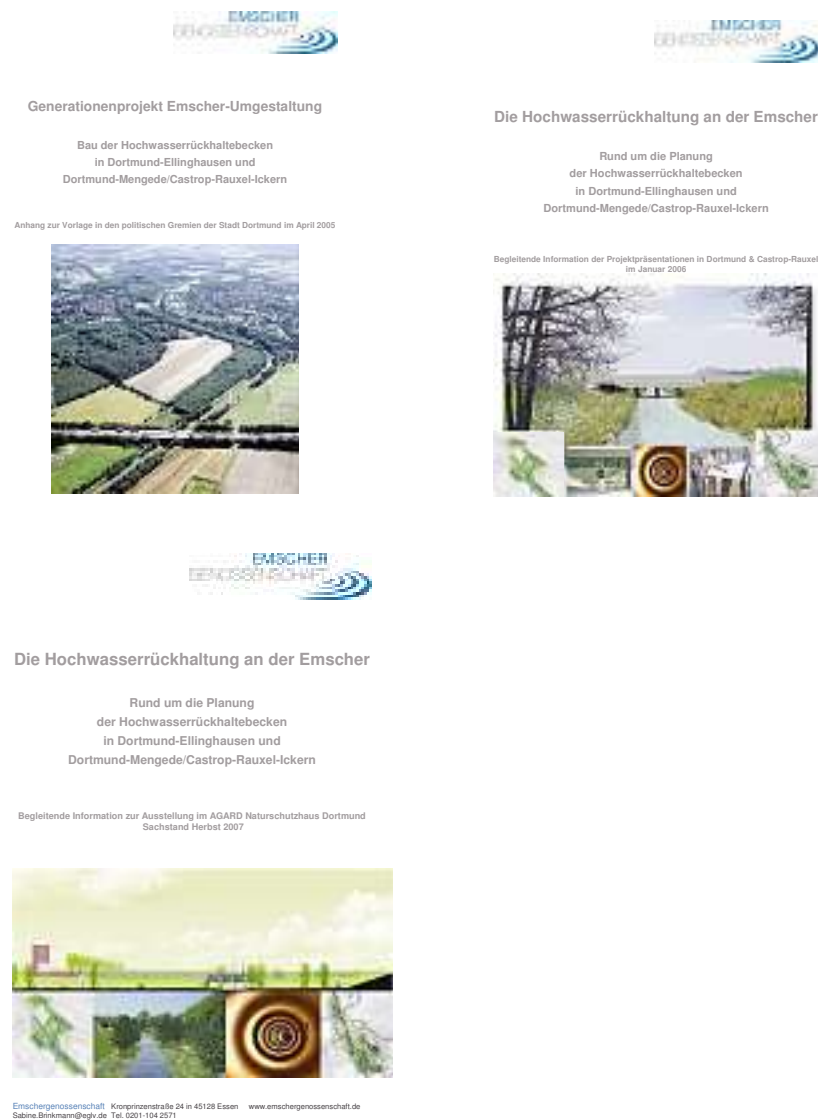 EMSCHER
GENOSSENSCHAFT
Generationenprojekt Emscher-Umgestaltung
Bau der Hochwasserrückhaltebecken
in Dortmund-Ellinghausen und
Dortmund-Mengede/Castrop-Rauxel-Ickern
Anhang zur Vorlage in den politischen Gremien der Stadt Dortmund im April 2005
EMSCHER
GENOSSENSCHAFT
Die Hochwasserrückhaltung an der Emscher
Rund um die Planung
der Hochwasserrückhaltebecken
in Dortmund-Ellinghausen und
Dortmund-Mengede/Castrop-Rauxel-Ickern
Begleitende Information der Projektpräsentationen in Dortmund & Castrop-Rauxel
im Januar 2006
EMSCHER
GENOSSENSCHAFT
Die Hochwasserrückhaltung an der Emscher
Rund um die Planung
der Hochwasserrückhaltebecken
in Dortmund-Ellinghausen und
Dortmund-Mengede/Castrop-Rauxel-Ickern
Begleitende Information zur Ausstellung im AGARD Naturschutzhaus Dortmund
Sachstand Herbst 2007
Emschergenossenschaft Kronprinzenstraße 24 in 45128 Essen www.emschergenossenschaft.de
Sabine.Brinkmann@eglv.de Tel. 0201-104 2571